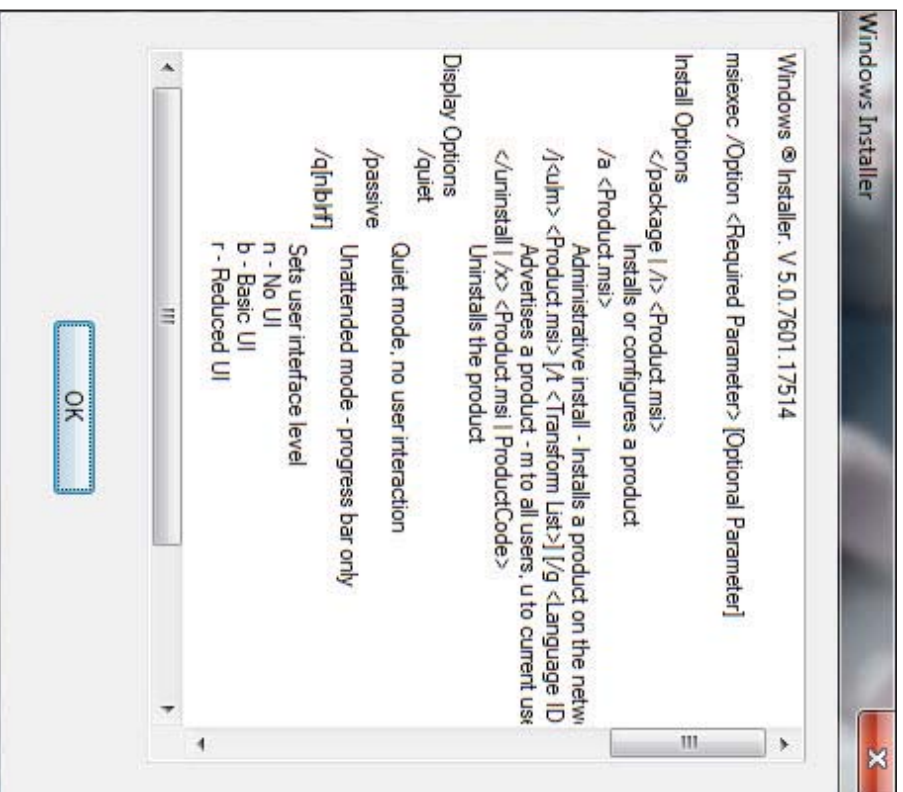 Windows Installer
Windows ® Installer. V 5.0.7601.17514
msiexec /Option <Required Parameter> [Optional Parameter]
Install Options
</package | /i> <Product.msi>
Installs or configures a product
/a <Product.msi>
Administrative install - Installs a product on the netw
/j<u|m> <Product.msi> [/t <Transform List>] [/g <Language ID
Advertises a product - m to all users, u to current use
</uninstall | /x> <Product.msi | ProductCode>
Uninstalls the product
Display Options
/quiet
Quiet mode, no user interaction
/passive
Unattended mode - progress bar only
/q[n|b|r|f]
Sets user interface level
n - No UI
b - Basic UI
r - Reduced UI
OK